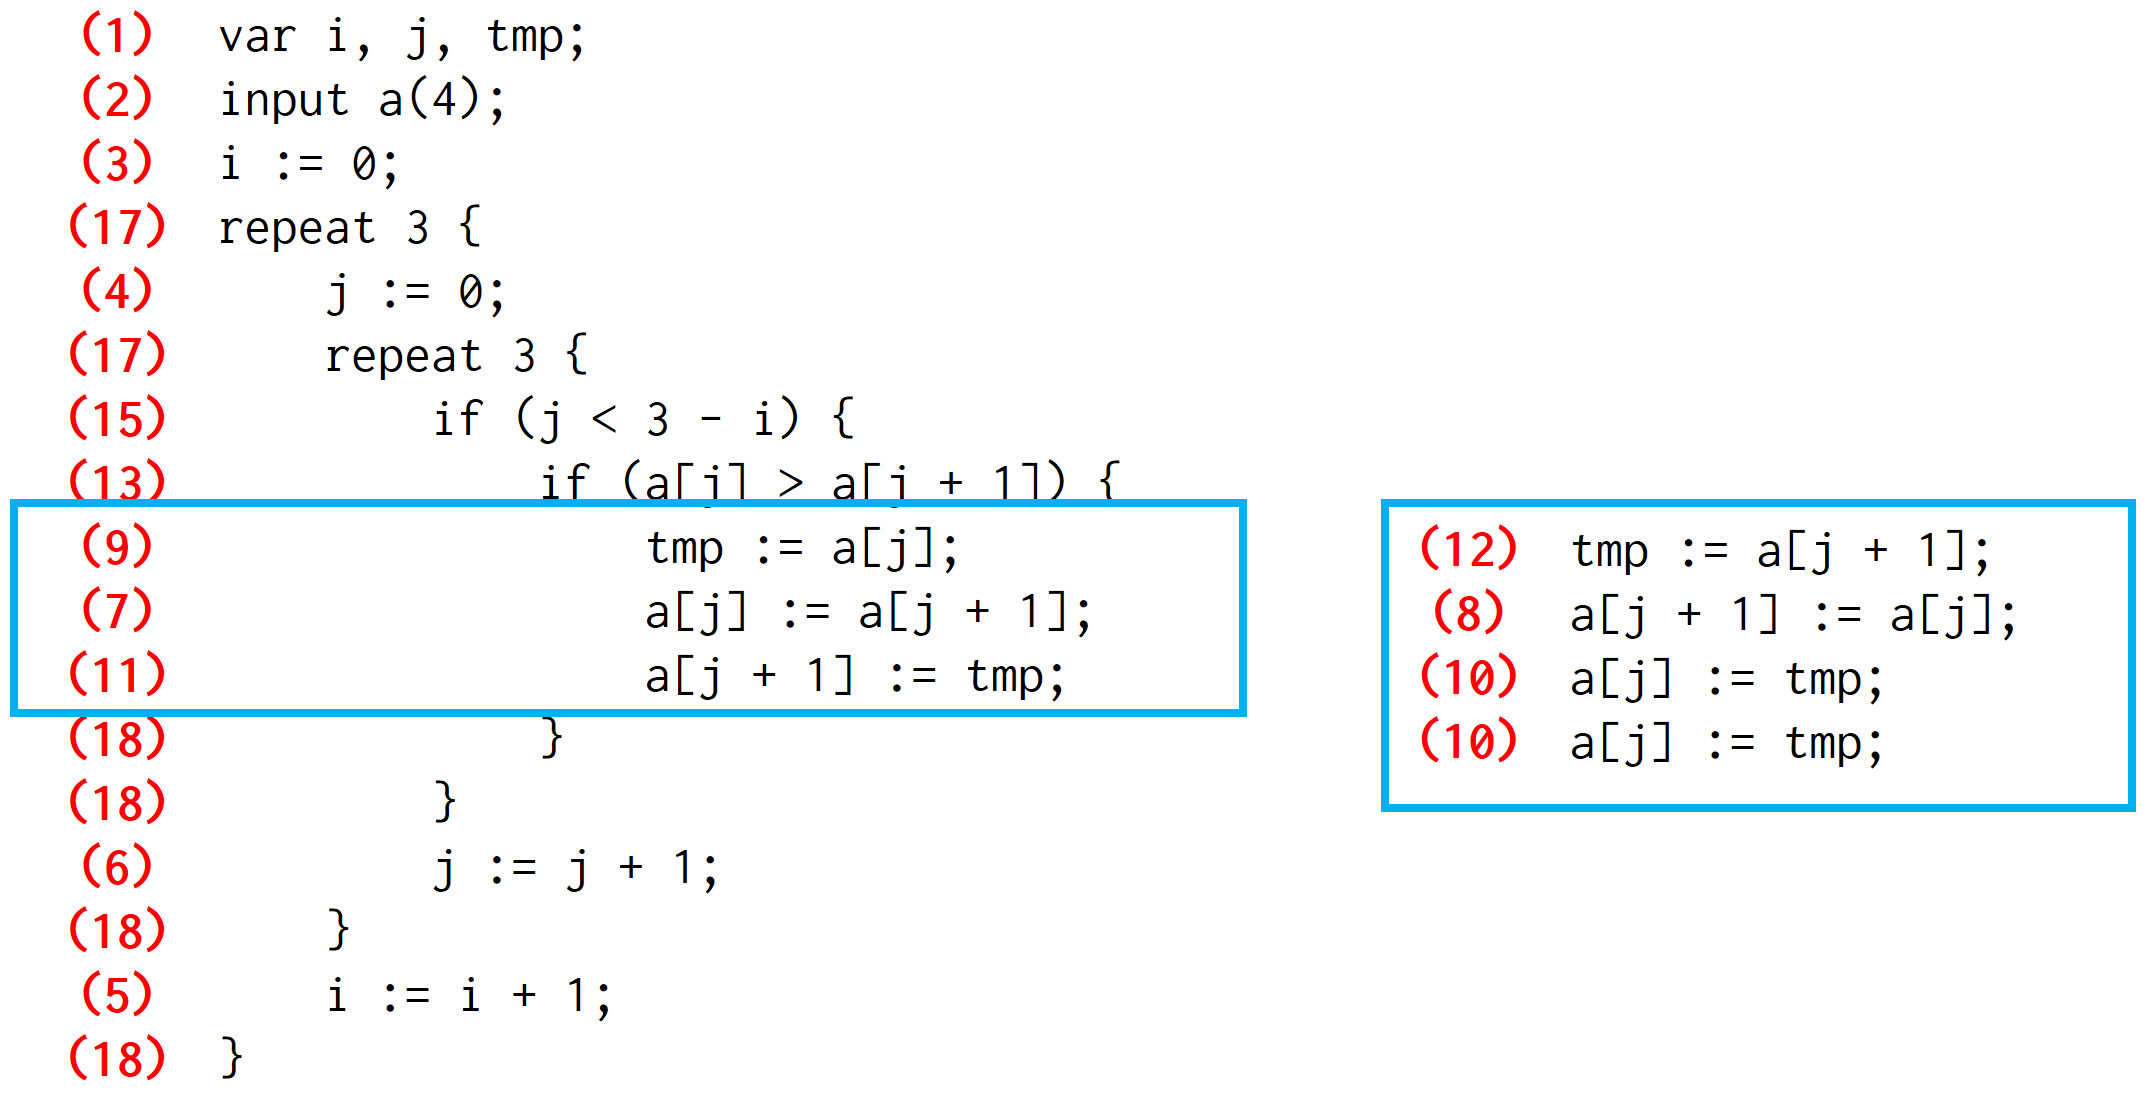 (1) var i, j, tmp;
(2) input a(4);
(3) i := 0;
(17) repeat 3 {
(4) j := 0;
(17) repeat 3 {
(15) if (j < 3 - i) {
(13) if (a[j] > a[j + 1]) {
(9) tmp := a[j];
(7) a[j] := a[j + 1];
(11) a[j + 1] := tmp;
(18) }
(18) }
(6) j := j + 1;
(18) }
(5) i := i + 1;
(18) }
(12) tmp := a[j + 1];
(8) a[j + 1] := a[j];
(10) a[j] := tmp;
(10) a[j] := tmp;